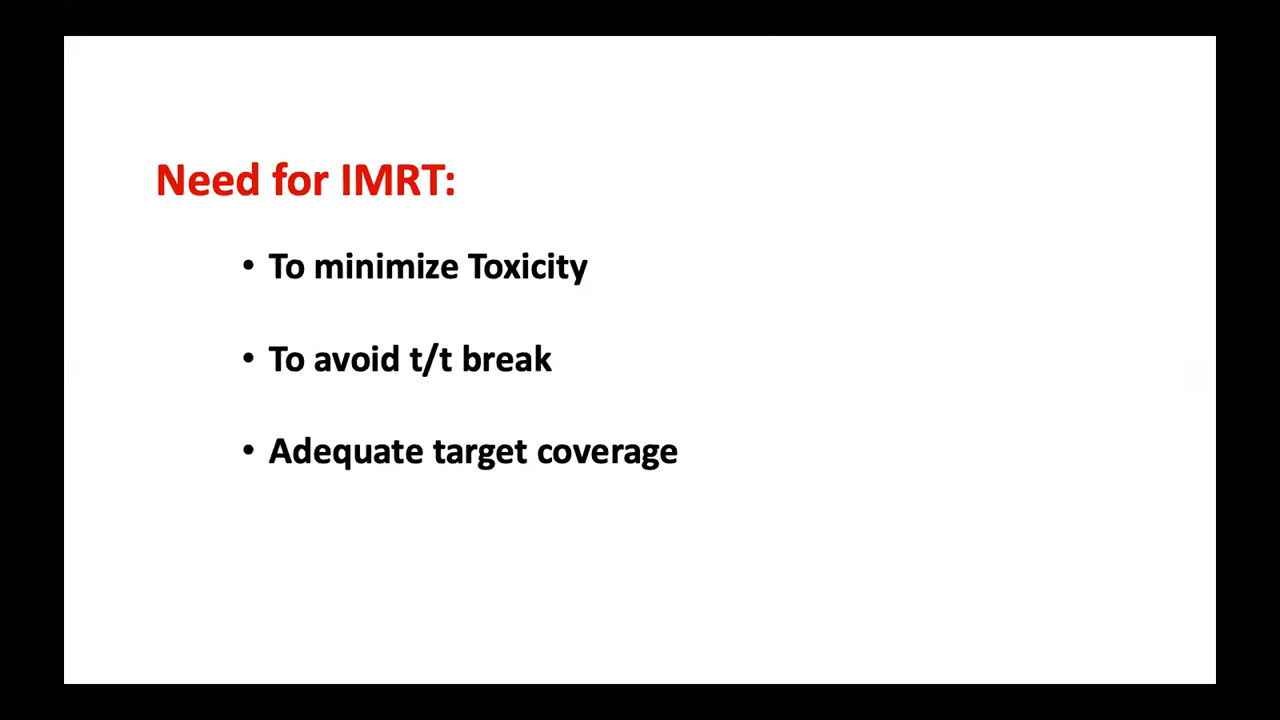 Need for IMRT:
• To minimize Toxicity
• To avoid t/t break
• Adequate target coverage